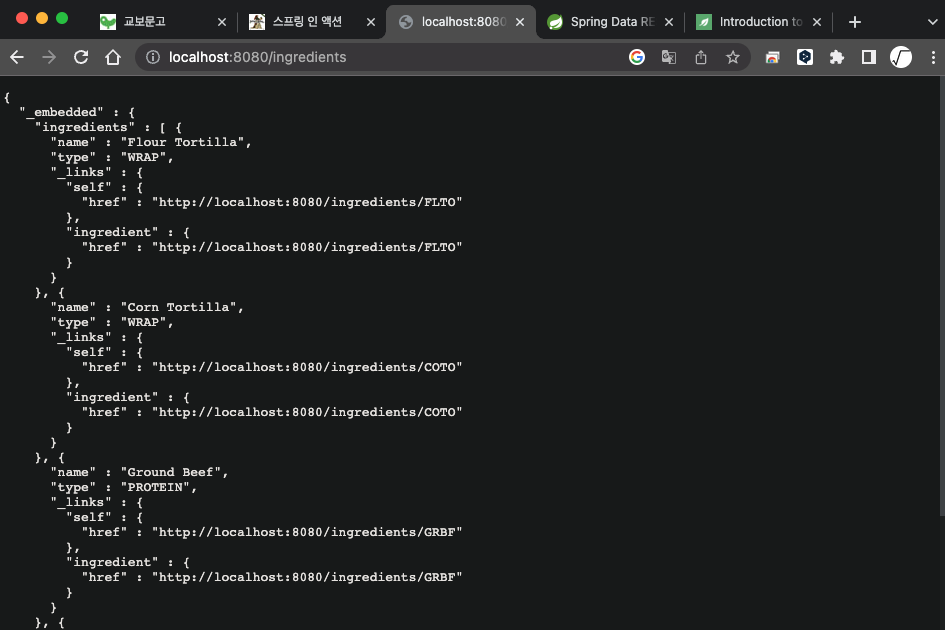 교보문고
스프링 인 액션
localhost:8080
Spring Data RE
Introduction to
localhost:8080/ingredients
{
  "_embedded" : {
    "ingredients" : [ {
      "name" : "Flour Tortilla",
      "type" : "WRAP",
      "_links" : {
        "self" : {
          "href" : "http://localhost:8080/ingredients/FLTO"
        },
        "ingredient" : {
          "href" : "http://localhost:8080/ingredients/FLTO"
        }
      }
    }, {
      "name" : "Corn Tortilla",
      "type" : "WRAP",
      "_links" : {
        "self" : {
          "href" : "http://localhost:8080/ingredients/COTO"
        },
        "ingredient" : {
          "href" : "http://localhost:8080/ingredients/COTO"
        }
      }
    }, {
      "name" : "Ground Beef",
      "type" : "PROTEIN",
      "_links" : {
        "self" : {
          "href" : "http://localhost:8080/ingredients/GRBF"
        },
        "ingredient" : {
          "href" : "http://localhost:8080/ingredients/GRBF"
        }
      }
    }, {